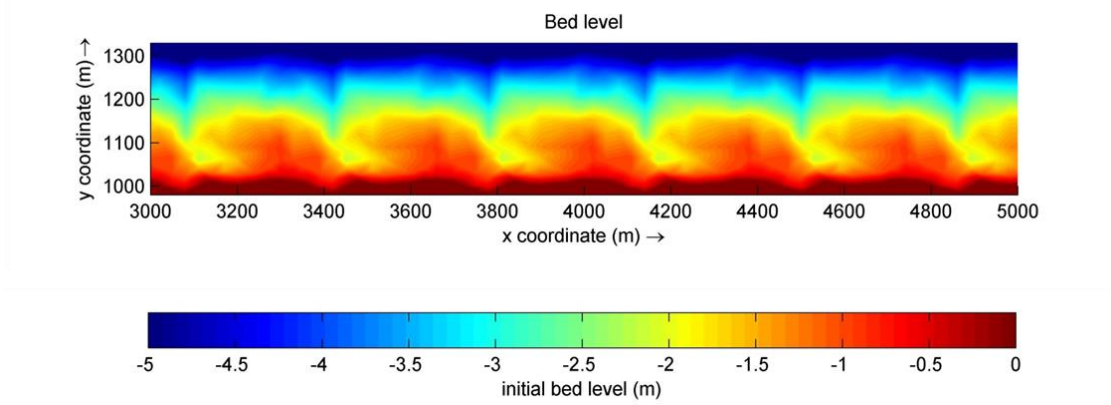 Bed level
y coordinate (m) →
1300
1200
1100
1000
3000 3200 3400 3600 3800 4000 4200 4400 4600 4800 5000
x coordinate (m) →
-5 -4.5 -4 -3.5 -3 -2.5 -2 -1.5 -1 -0.5 0
initial bed level (m)